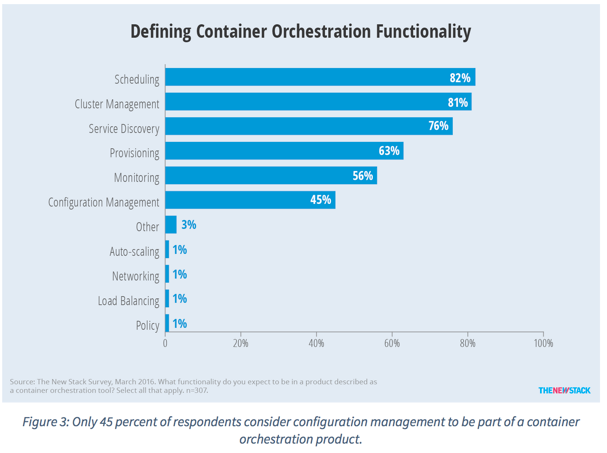 Defining Container Orchestration Functionality
Scheduling 82%
Cluster Management 81%
Service Discovery 76%
Provisioning 63%
Monitoring 56%
Configuration Management 45%
Other 3%
Auto-scaling 1%
Networking 1%
Load Balancing 1%
Policy 1%
0 20% 40% 60% 80% 100%
Source: The New Stack Survey, March 2016. What functionality do you expect to be in a product described as
a container orchestration tool? Select all that apply. n=307.
THENEWSTACK
Figure 3: Only 45 percent of respondents consider configuration management to be part of a container
orchestration product.